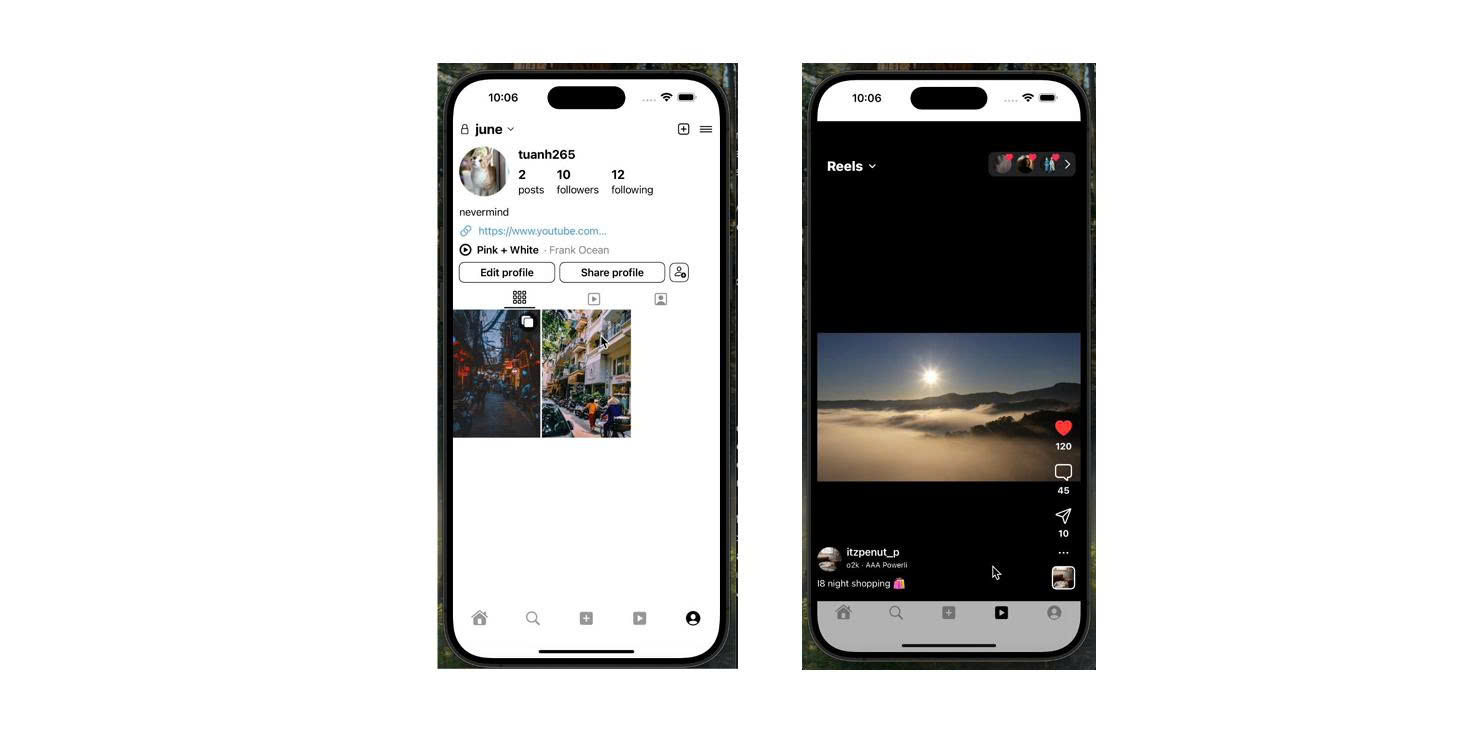 10:06
june
tuanh265
2 10 12
posts followers following
nevermind
https://www.youtube.com...
Pink + White · Frank Ocean
Edit profile Share profile
10:06
Reels
120
45
10
itzpenut_p
o2k · AAA Powerli
l8 night shopping 🛍️